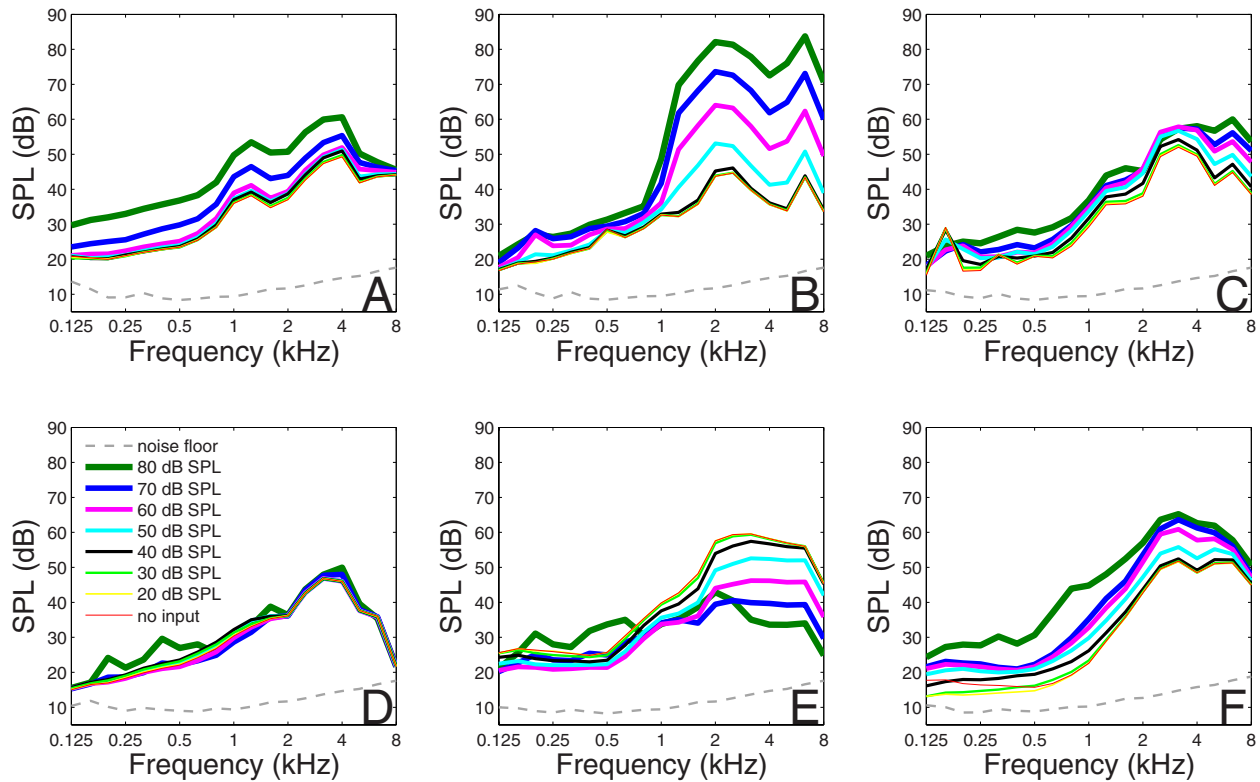 90
80
70
60
50
40
30
20
10
SPL (dB)
0.125 0.25 0.5 1 2 4 8
Frequency (kHz)
A
90
80
70
60
50
40
30
20
10
SPL (dB)
0.125 0.25 0.5 1 2 4 8
Frequency (kHz)
B
90
80
70
60
50
40
30
20
10
SPL (dB)
0.125 0.25 0.5 1 2 4 8
Frequency (kHz)
C
90
80
70
60
50
40
30
20
10
SPL (dB)
noise floor
80 dB SPL
70 dB SPL
60 dB SPL
50 dB SPL
40 dB SPL
30 dB SPL
20 dB SPL
no input
0.125 0.25 0.5 1 2 4 8
Frequency (kHz)
D
90
80
70
60
50
40
30
20
10
SPL (dB)
0.125 0.25 0.5 1 2 4 8
Frequency (kHz)
E
90
80
70
60
50
40
30
20
10
SPL (dB)
0.125 0.25 0.5 1 2 4 8
Frequency (kHz)
F